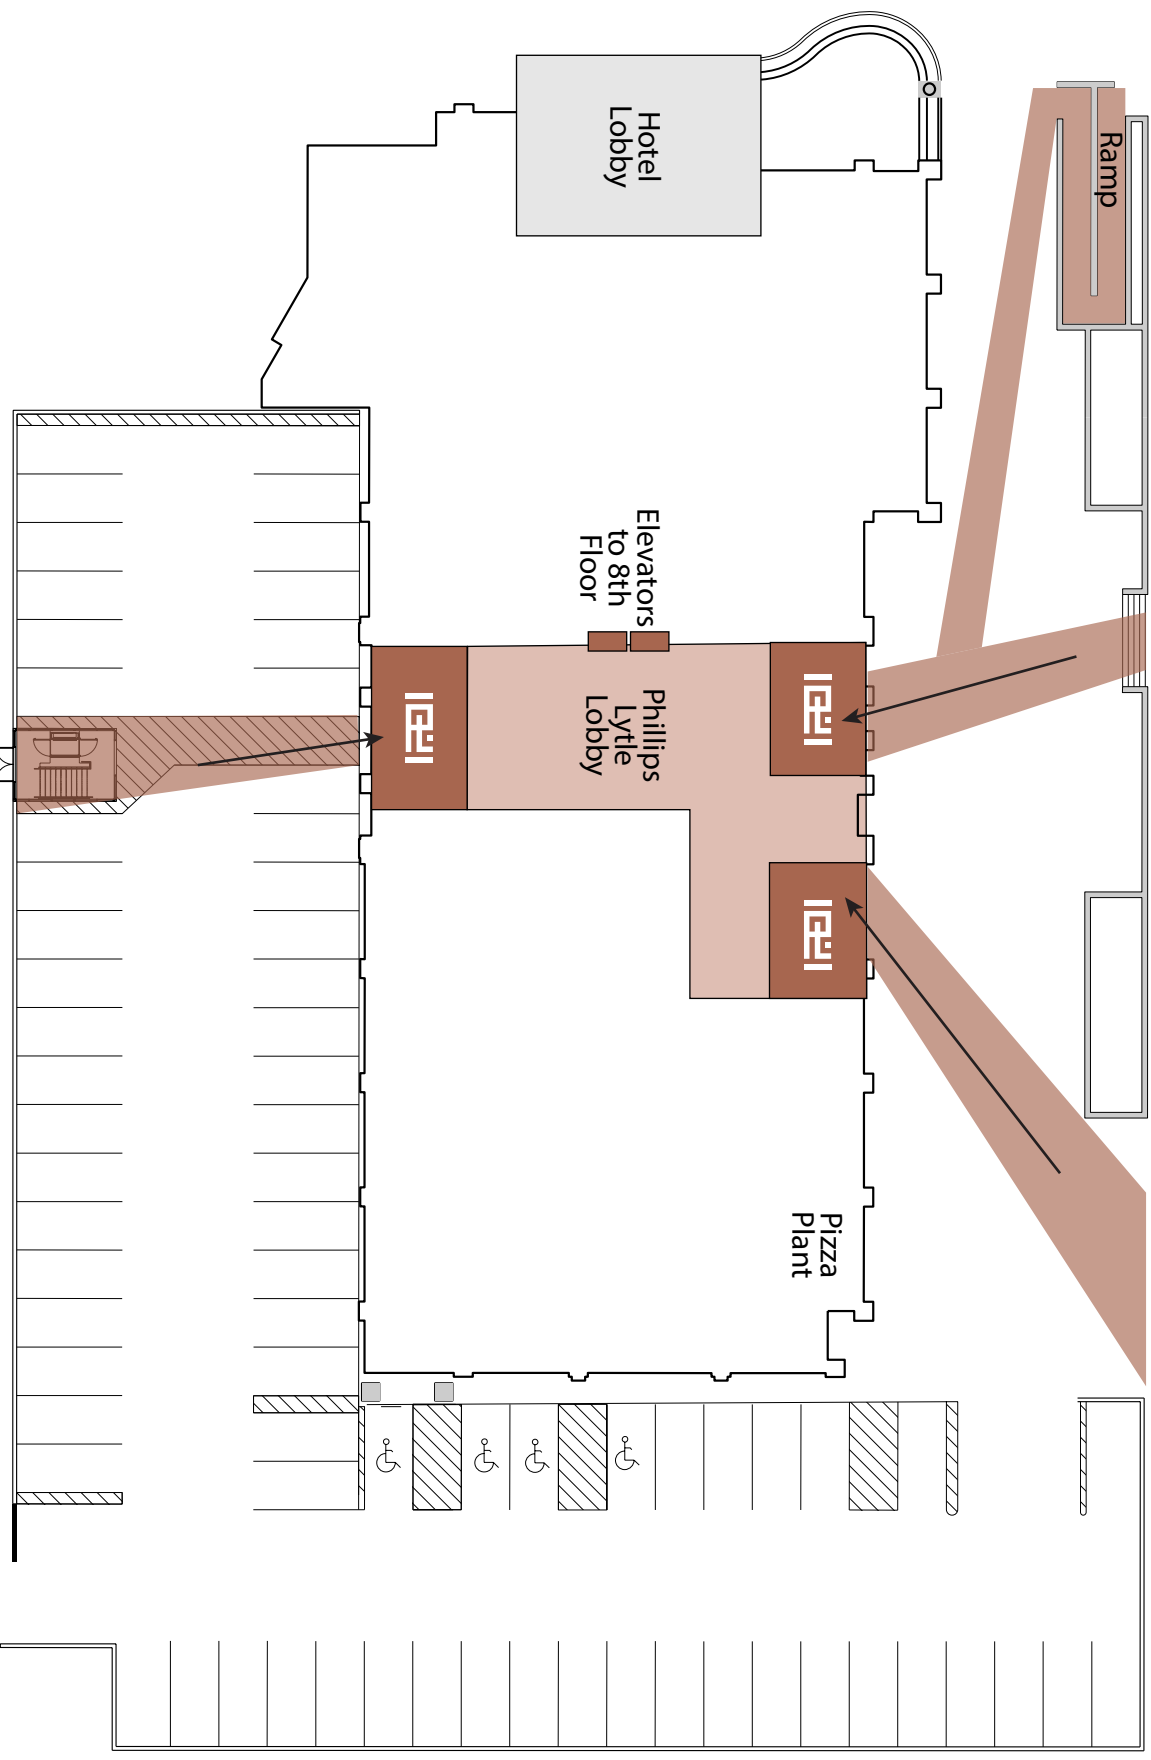 Hotel
Lobby
Ramp
Elevators
to 8th
Floor
Phillips
Lytle
Lobby
Pizza
Plant